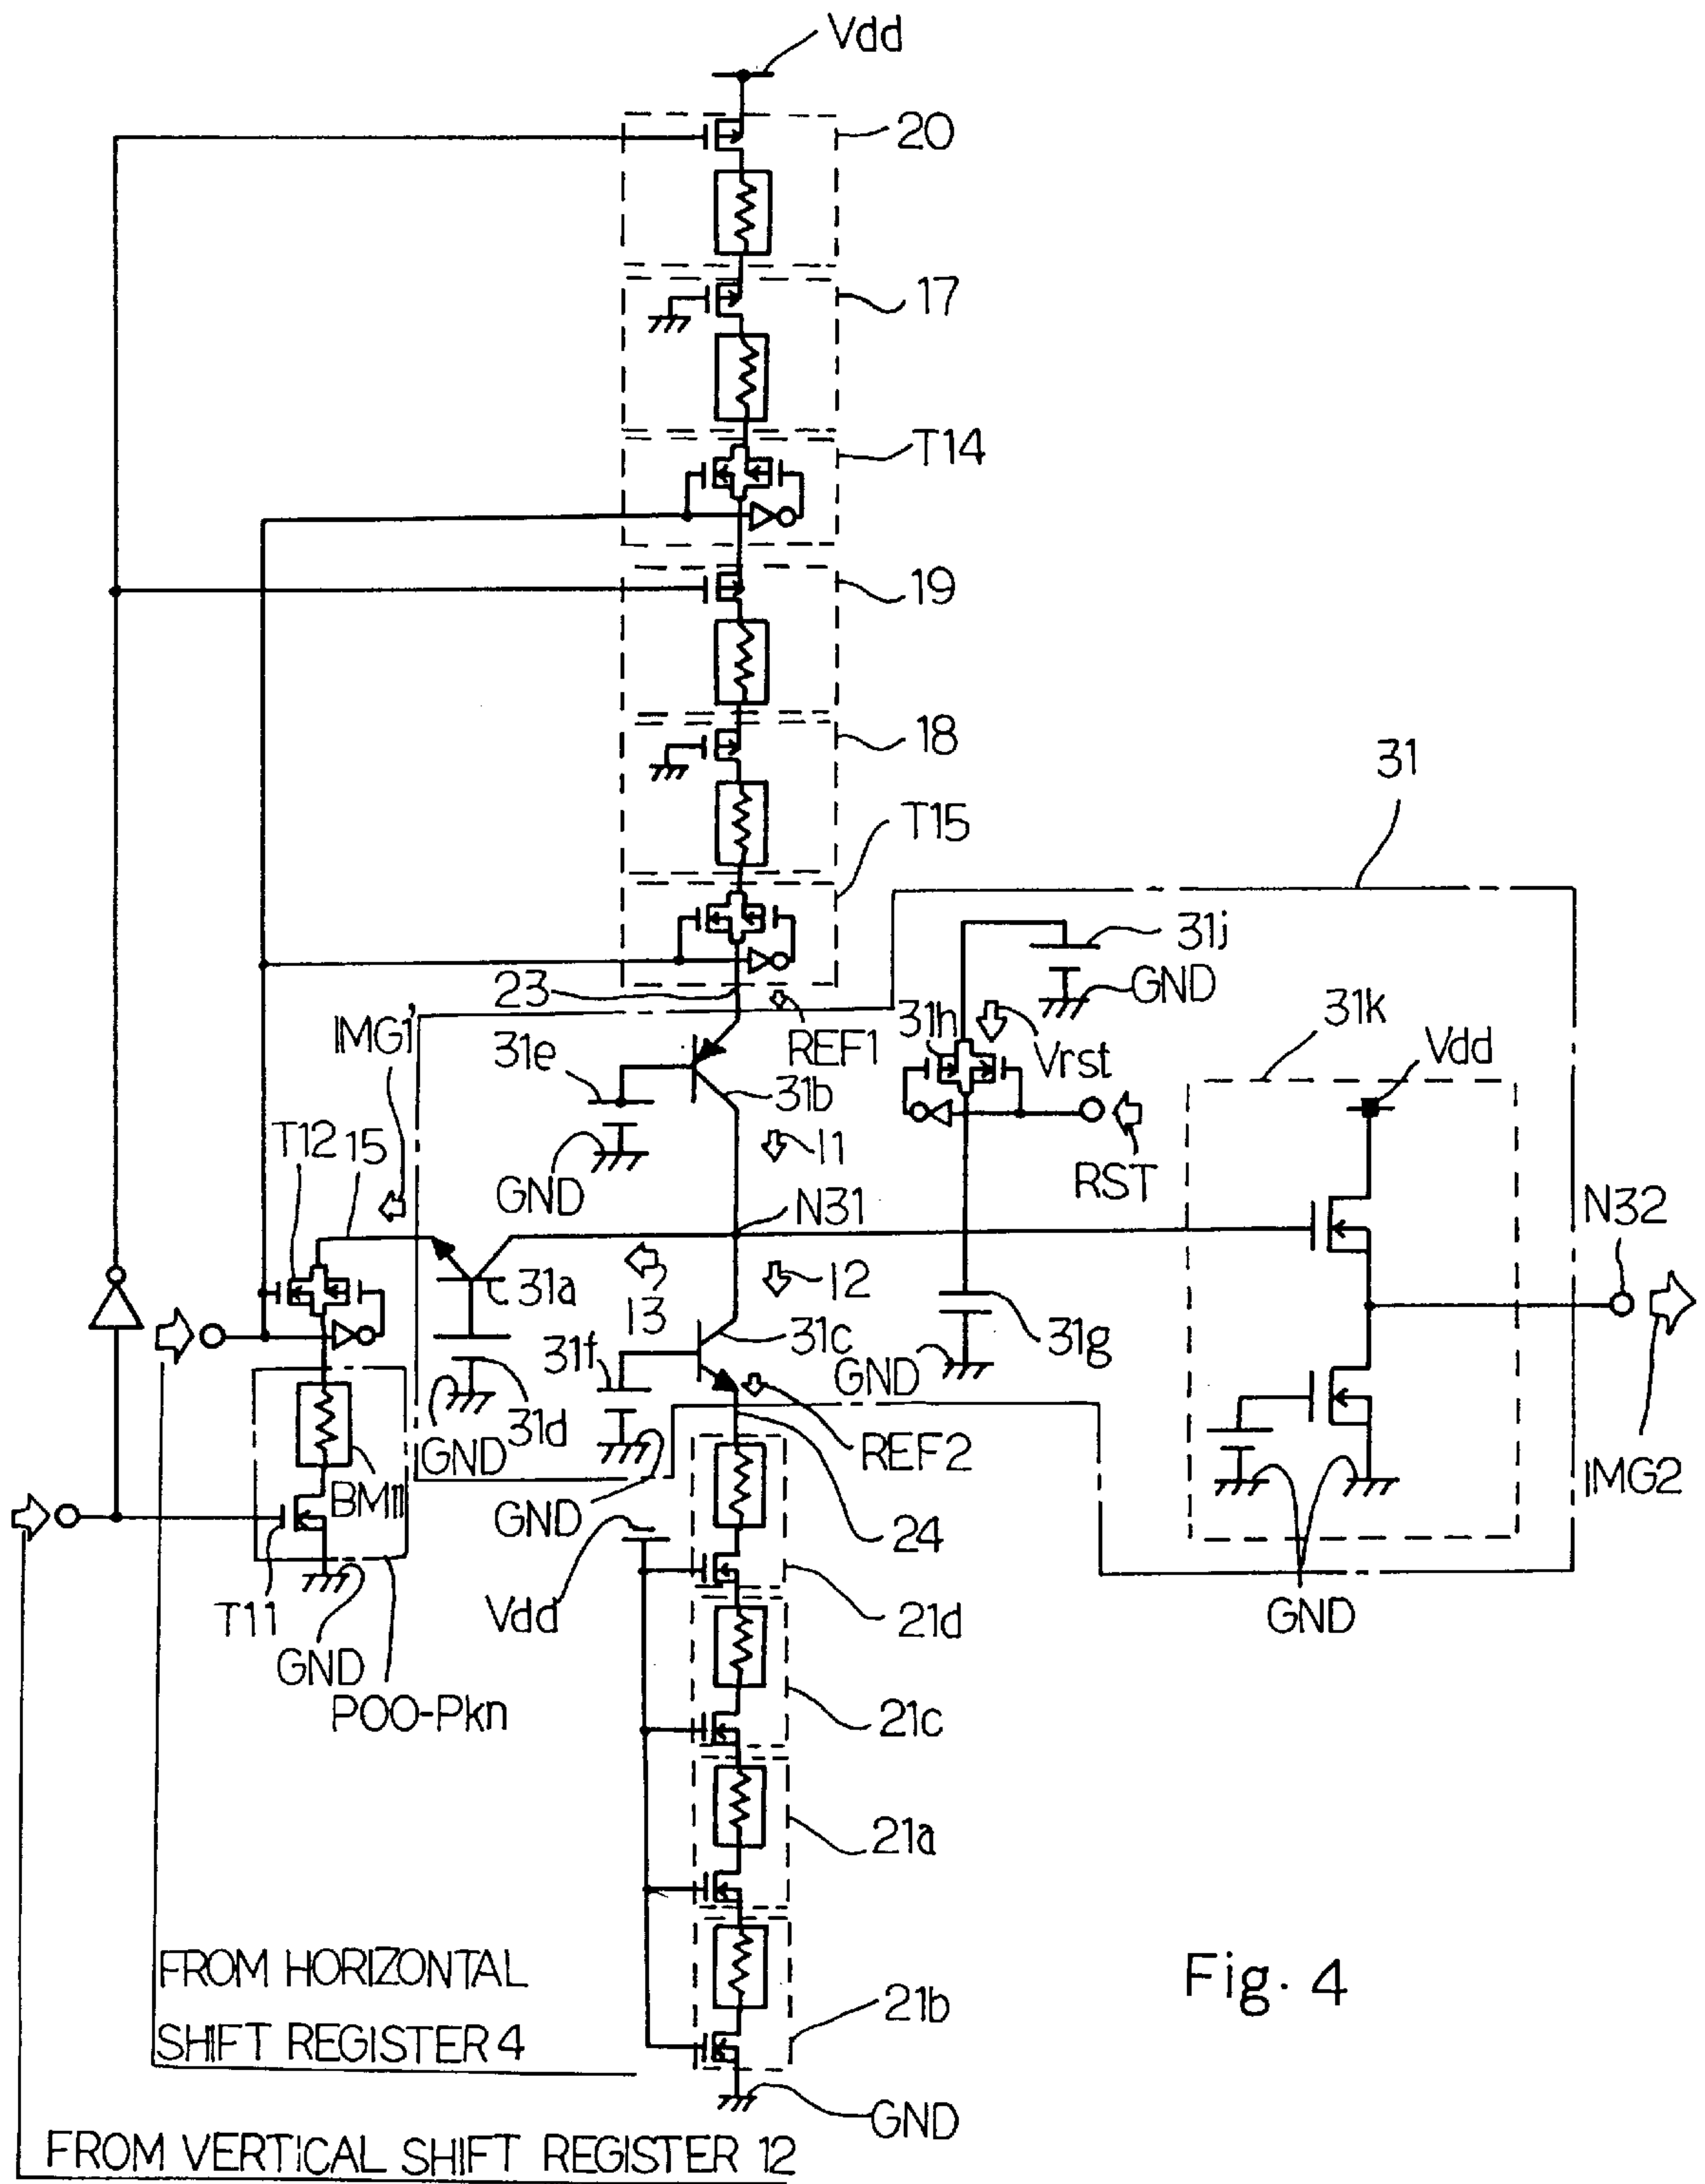 Vdd
20
17
T14
19
18
31
T15
31j
GND
23
31h
31k
IMG1'
REF1
Vrst
Vdd
31e
31b
T12
15
I1
RST
GND
N31
N32
31a
I2
I3
31c
31g
31f
GND
31d
GND
REF2
BM11
IMG2
GND
24
T11
Vdd
21d
GND
GND
P00-Pkn
21c
21a
FROM HORIZONTAL
SHIFT REGISTER 4
21b
Fig. 4
GND
FROM VERTICAL SHIFT REGISTER 12